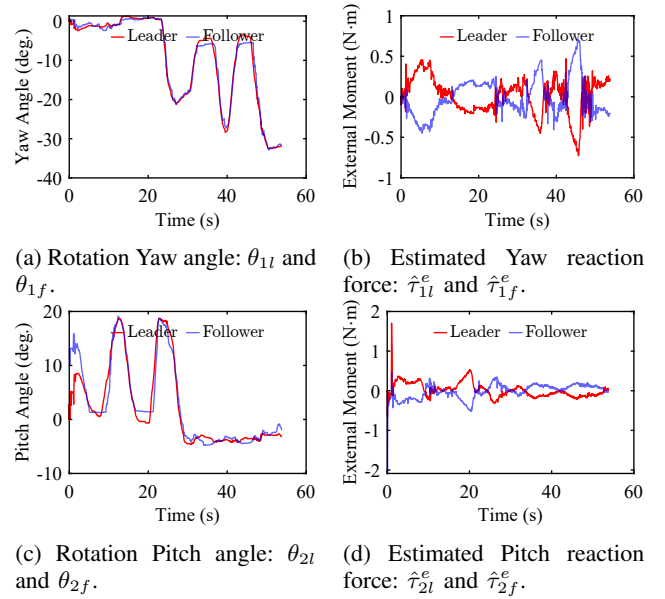 Leader Follower
Yaw Angle (deg.)
0
-10
-20
-30
-40
0 20 40 60
Time (s)
Leader Follower
External Moment (N·m)
1
0.5
0
-0.5
-1
0 20 40 60
Time (s)
(a) Rotation Yaw angle: θ₁ₗ and
θ₁f.
(b) Estimated Yaw reaction
force: τ̂ᵉ₁ₗ and τ̂ᵉ₁f.
Leader Follower
Pitch Angle (deg.)
20
10
0
-10
0 20 40 60
Time (s)
Leader Follower
External Moment (N·m)
2
1
0
-1
-2
0 20 40 60
Time (s)
(c) Rotation Pitch angle: θ₂ₗ
and θ₂f.
(d) Estimated Pitch reaction
force: τ̂ᵉ₂ₗ and τ̂ᵉ₂f.